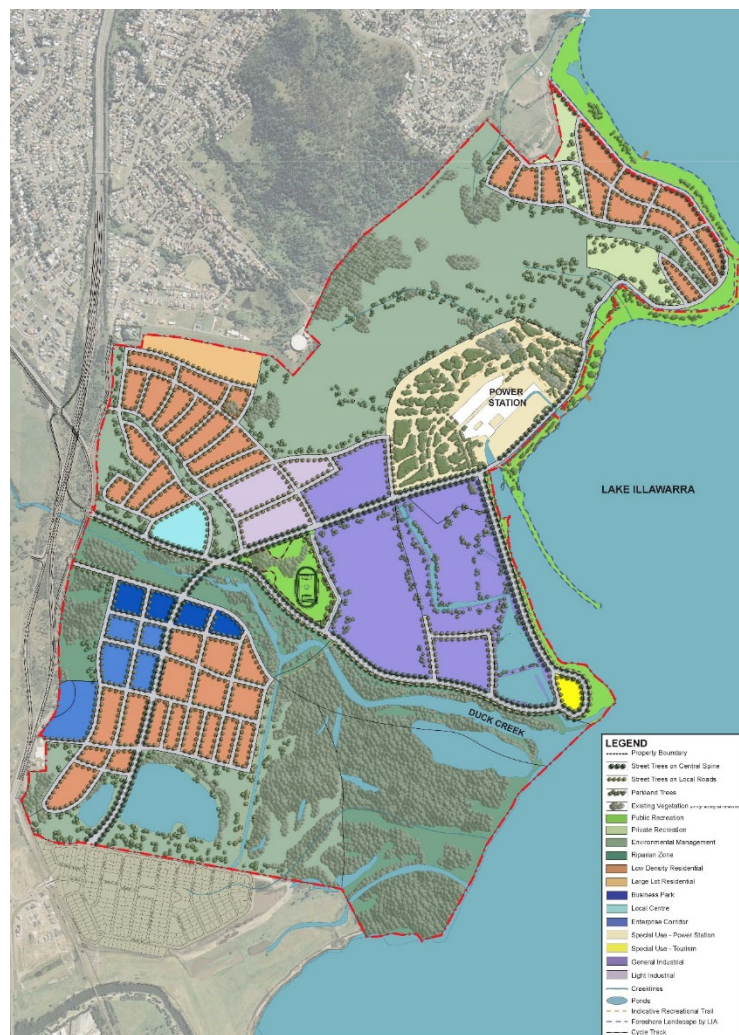 POWER
STATION
LAKE ILLAWARRA
DUCK CREEK
LEGEND
Property Boundary
Street Trees on Central Spine
Street Trees on Local Roads
Parkland Trees
Existing Vegetation
Public Recreation
Private Recreation
Environmental Management
Riparian Zone
Low Density Residential
Large Lot Residential
Business Park
Local Centre
Enterprise Corridor
Special Use - Power Station
Special Use - Tourism
General Industrial
Light Industrial
Creeklines
Ponds
Indicative Recreational Trail
Foreshore Landscape by LIA
Cycle Track